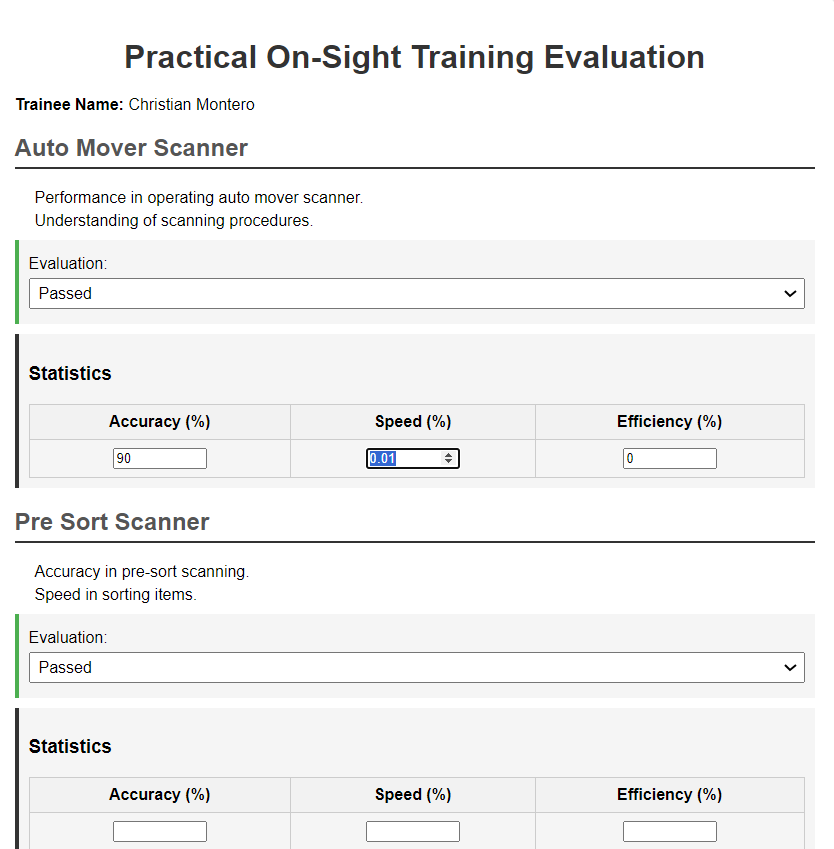 Practical On-Sight Training Evaluation
Trainee Name: Christian Montero
Auto Mover Scanner
Performance in operating auto mover scanner.
Understanding of scanning procedures.
Evaluation:
Passed
Statistics
Accuracy (%) Speed (%) Efficiency (%)
90 0.01 0
Pre Sort Scanner
Accuracy in pre-sort scanning.
Speed in sorting items.
Evaluation:
Passed
Statistics
Accuracy (%) Speed (%) Efficiency (%)